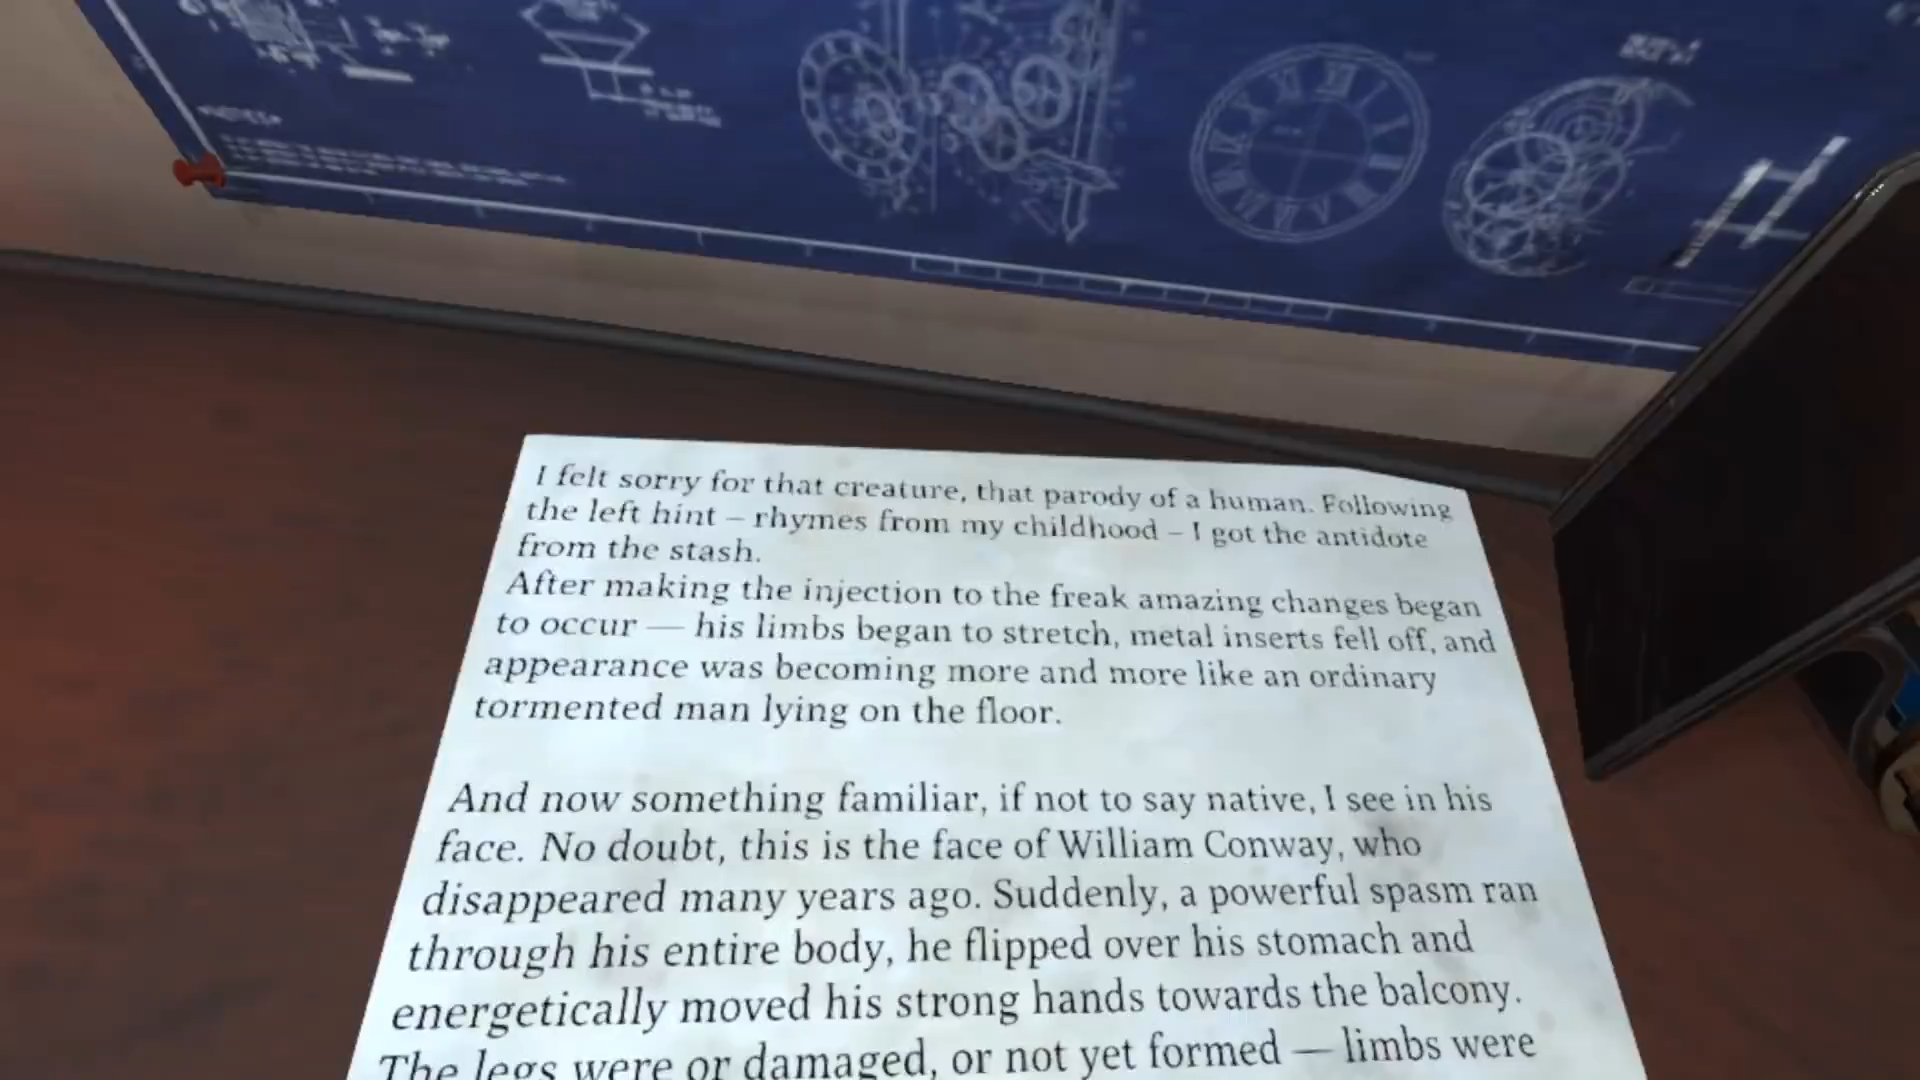 I felt sorry for that creature, that parody of a human. Following
the left hint – rhymes from my childhood – I got the antidote
from the stash.
After making the injection to the freak amazing changes began
to occur — his limbs began to stretch, metal inserts fell off, and
appearance was becoming more and more like an ordinary
tormented man lying on the floor.
And now something familiar, if not to say native, I see in his
face. No doubt, this is the face of William Conway, who
disappeared many years ago. Suddenly, a powerful spasm ran
through his entire body, he flipped over his stomach and
energetically moved his strong hands towards the balcony.
The legs were or damaged, or not yet formed — limbs were